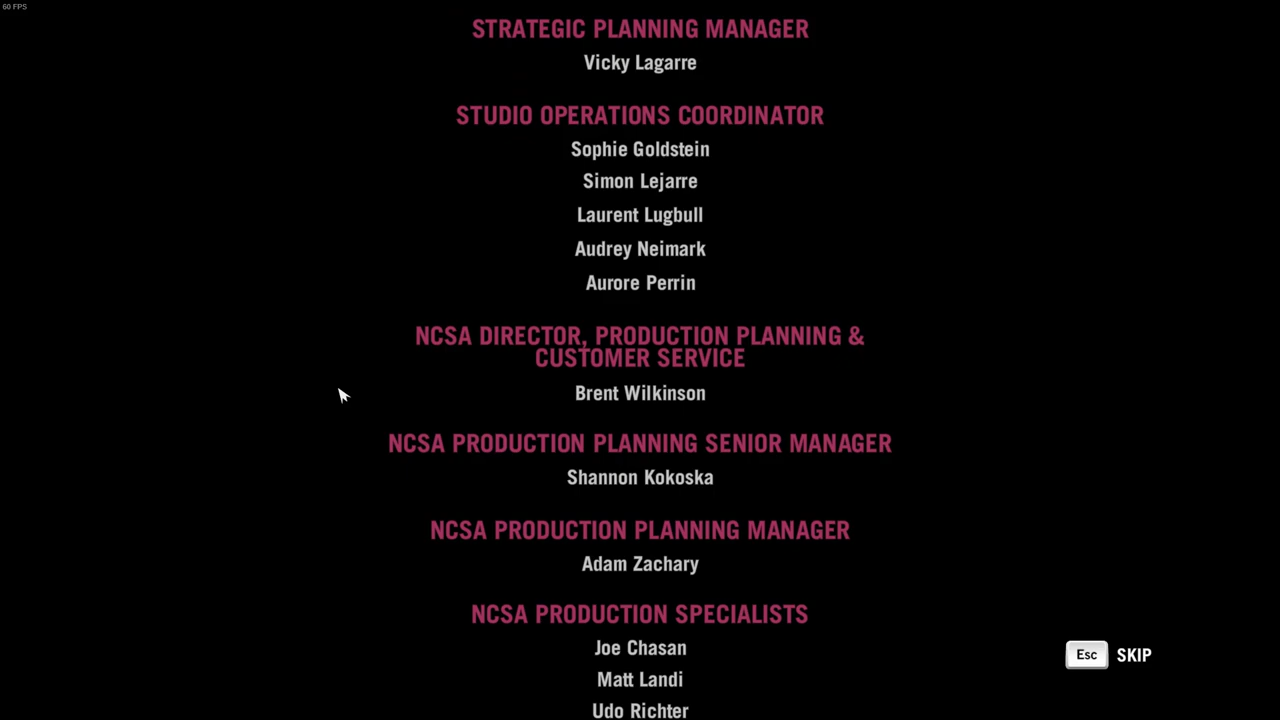 60 FPS
STRATEGIC PLANNING MANAGER
Vicky Lagarre
STUDIO OPERATIONS COORDINATOR
Sophie Goldstein
Simon Lejarre
Laurent Lugbull
Audrey Neimark
Aurore Perrin
NCSA DIRECTOR, PRODUCTION PLANNING &
CUSTOMER SERVICE
Brent Wilkinson
NCSA PRODUCTION PLANNING SENIOR MANAGER
Shannon Kokoska
NCSA PRODUCTION PLANNING MANAGER
Adam Zachary
NCSA PRODUCTION SPECIALISTS
Joe Chasan
Esc SKIP
Matt Landi
Udo Richter